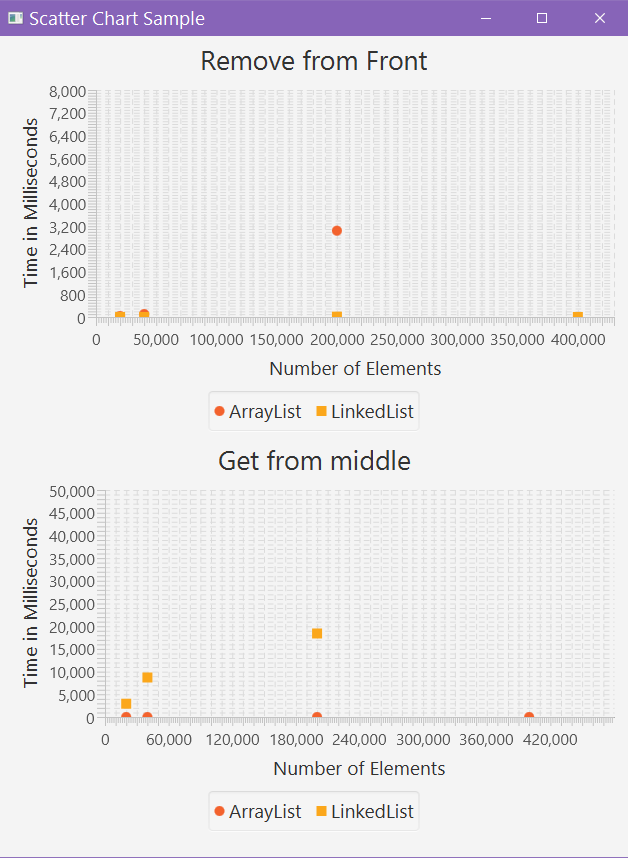 Scatter Chart Sample
Remove from Front
Time in Milliseconds
8,000
7,200
6,400
5,600
4,800
4,000
3,200
2,400
1,600
800
0
0 50,000 100,000 150,000 200,000 250,000 300,000 350,000 400,000
Number of Elements
ArrayList LinkedList
Get from middle
Time in Milliseconds
50,000
45,000
40,000
35,000
30,000
25,000
20,000
15,000
10,000
5,000
0
0 60,000 120,000 180,000 240,000 300,000 360,000 420,000
Number of Elements
ArrayList LinkedList